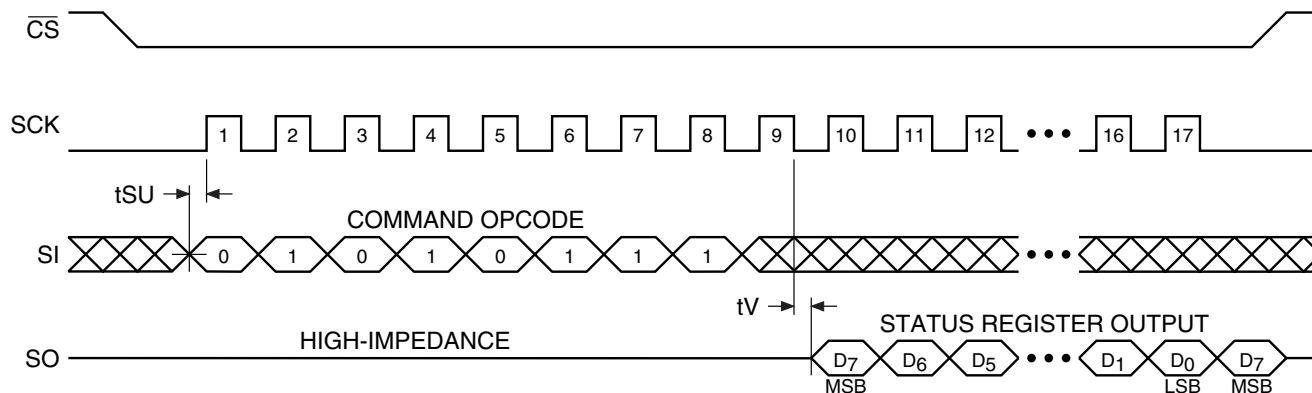 CS
SCK 1 2 3 4 5 6 7 8 9 10 11 12 ••• 16 17
tSU
COMMAND OPCODE
SI 0 1 0 1 0 1 1 1 •••
tV
HIGH-IMPEDANCE STATUS REGISTER OUTPUT
SO D7 D6 D5 ••• D1 D0 D7
MSB LSB MSB